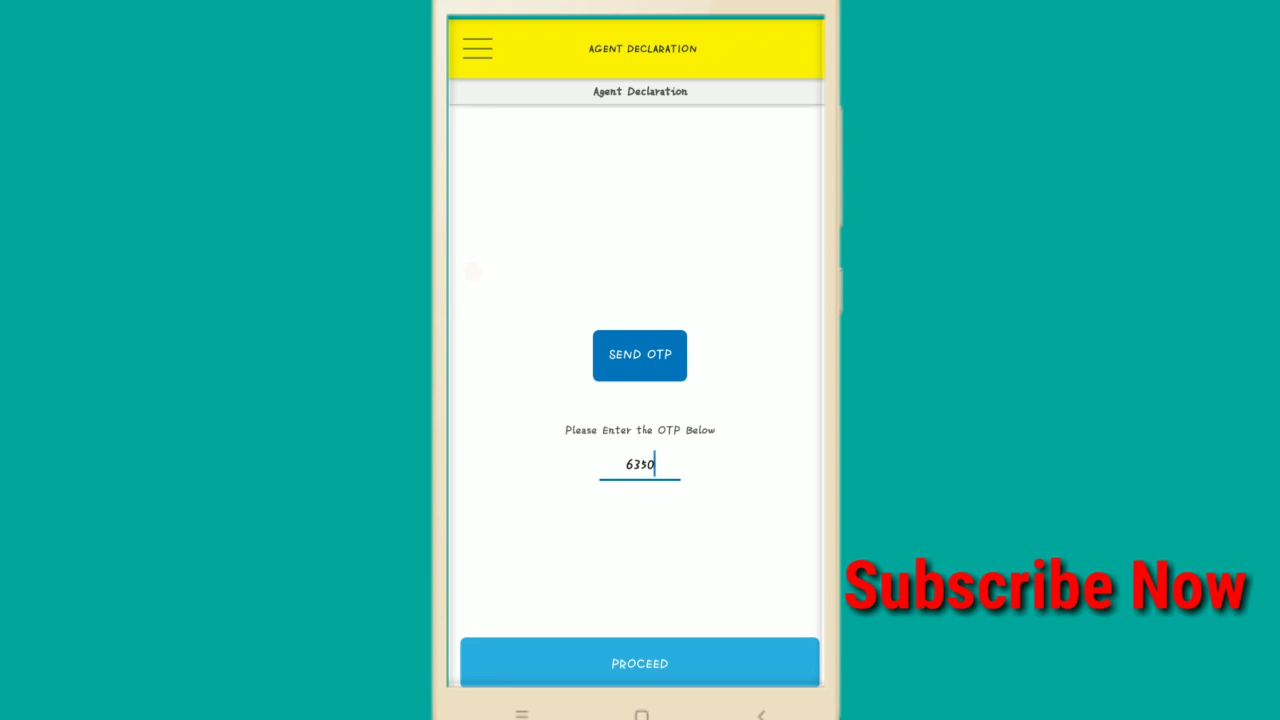 AGENT DECLARATION
Agent Declaration
SEND OTP
Please Enter the OTP Below
6350
Subscribe Now
PROCEED